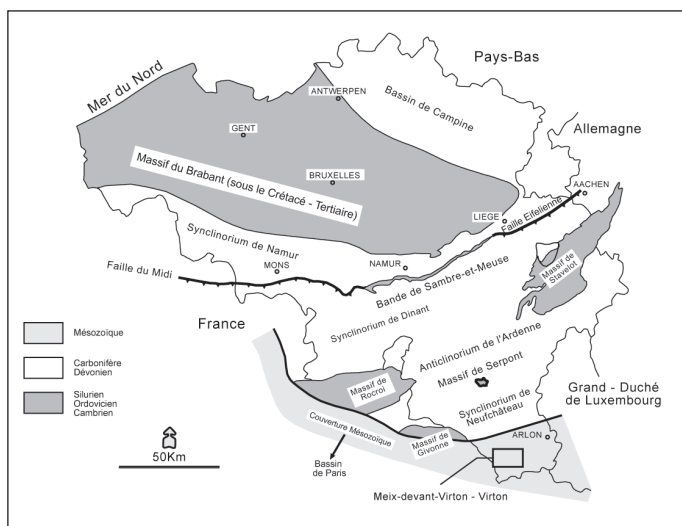 Pays-Bas
Mer du Nord
ANTWERPEN
Bassin de Campine
GENT
Allemagne
BRUXELLES
Massif du Brabant (sous le Crétacé - Tertiaire)
AACHEN
LIEGE
Faille Eifelienne
Synclinorium de Namur
MONS
NAMUR
Faille du Midi
Bande de Sambre-et-Meuse
Massif de
Stavelot
France
Synclinorium de Dinant
Mésozoïque
Carbonifère
Dévonien
Silurien
Ordovicien
Cambrien
Anticlinorium de l'Ardenne
Massif de Serpont
Massif de
Rocroi
Grand - Duché
de Luxembourg
Synclinorium de
Neufchâteau
Couverture Mésozoïque
Massif de
Givonne
ARLON
50Km
Bassin
de Paris
Meix-devant-Virton - Virton